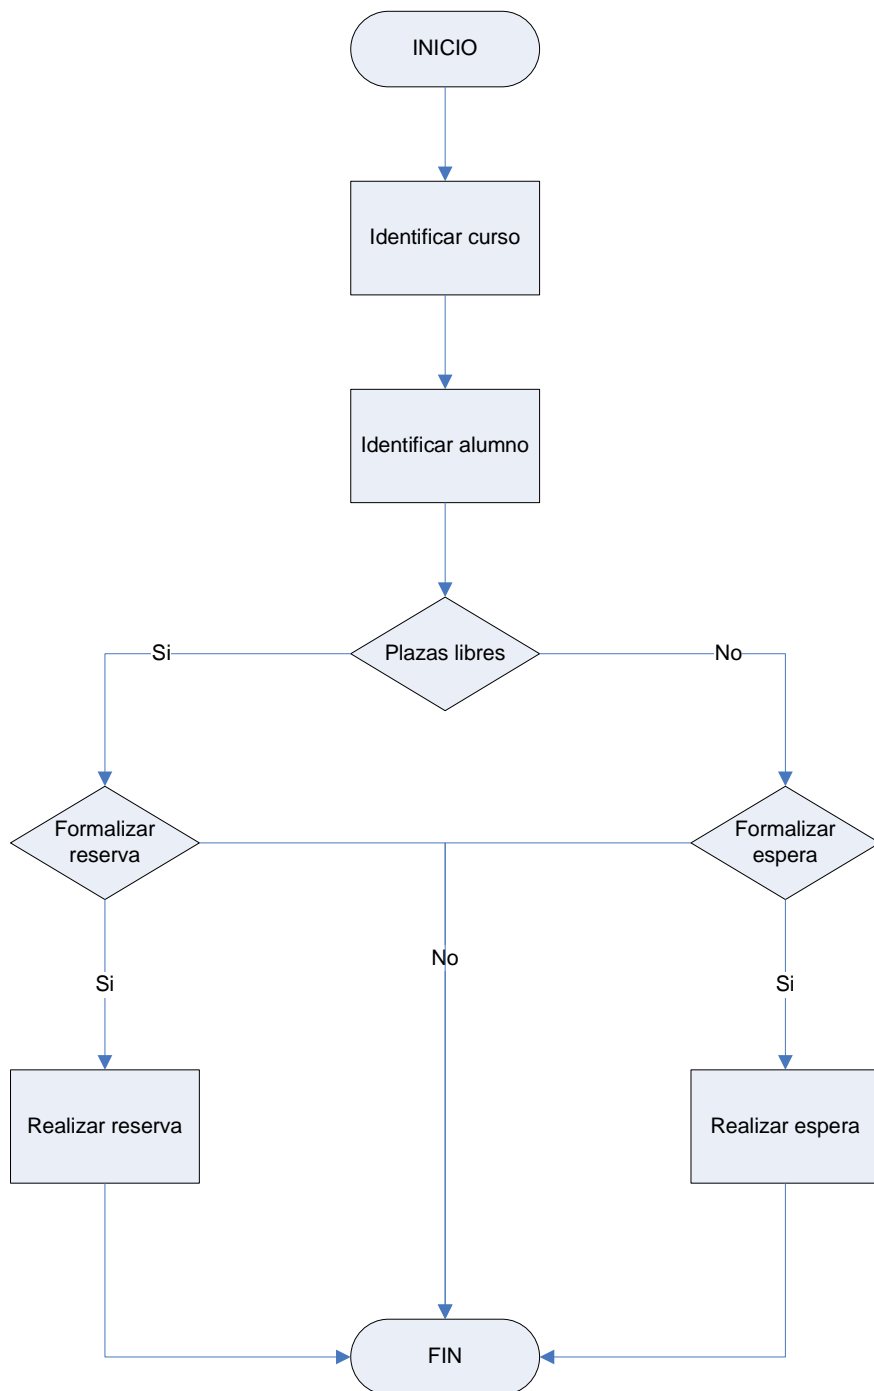 INICIO
Identificar curso
Identificar alumno
Plazas libres
Si
No
Formalizar
reserva
Formalizar
espera
No
Si
Si
Realizar reserva
Realizar espera
FIN